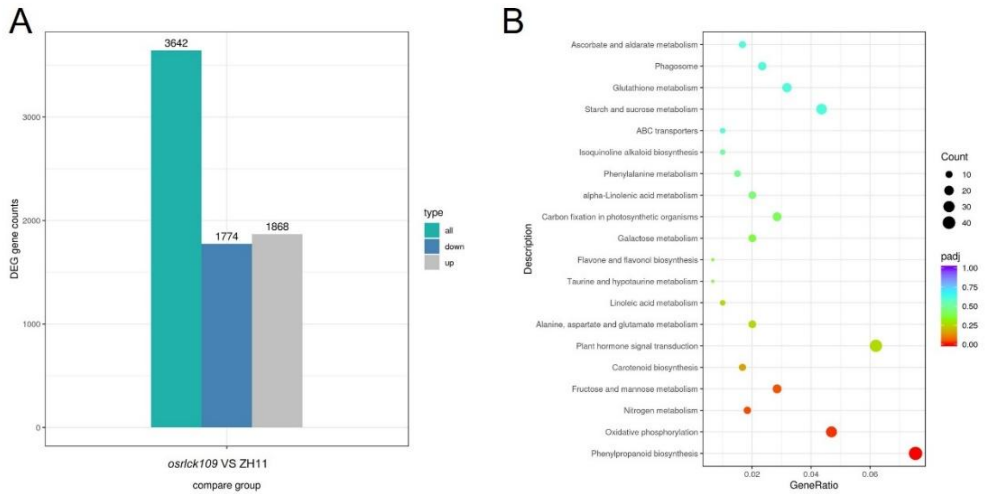 A
3642
1774
1868
3000
2000
1000
0
DEG gene counts
osrlck109 VS ZH11
compare group
type
all
down
up
B
Ascorbate and aldarate metabolism
Phagosome
Glutathione metabolism
Starch and sucrose metabolism
ABC transporters
Isoquinoline alkaloid biosynthesis
Phenylalanine metabolism
alpha-Linolenic acid metabolism
Carbon fixation in photosynthetic organisms
Galactose metabolism
Flavone and flavonol biosynthesis
Taurine and hypotaurine metabolism
Linoleic acid metabolism
Alanine, aspartate and glutamate metabolism
Plant hormone signal transduction
Carotenoid biosynthesis
Fructose and mannose metabolism
Nitrogen metabolism
Oxidative phosphorylation
Phenylpropanoid biosynthesis
Description
0.02 0.04 0.06
GeneRatio
Count
10
20
30
40
padj
1.00
0.75
0.50
0.25
0.00